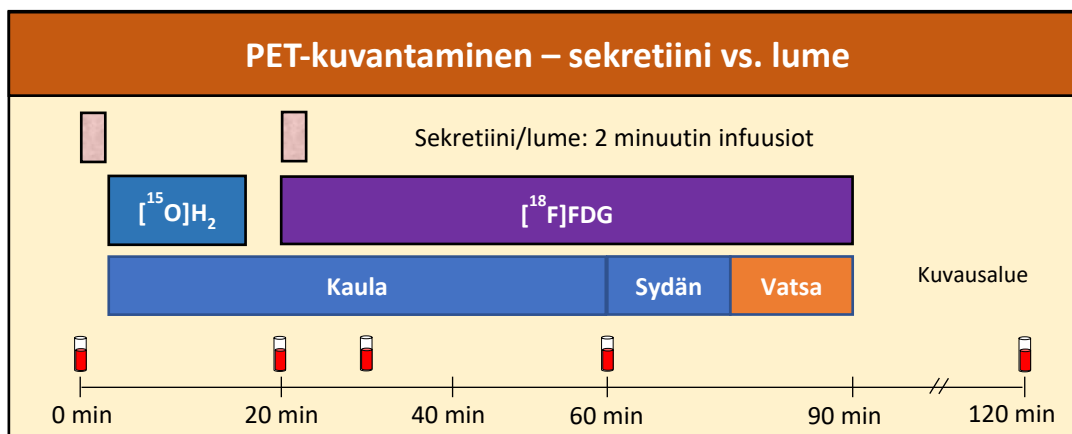 PET-kuvantaminen – sekretiini vs. lume
Sekretiini/lume: 2 minuutin infuusiot
[¹⁵O]H₂
[¹⁸F]FDG
Kaula
Sydän
Vatsa
Kuvausalue
0 min
20 min
40 min
60 min
90 min
120 min